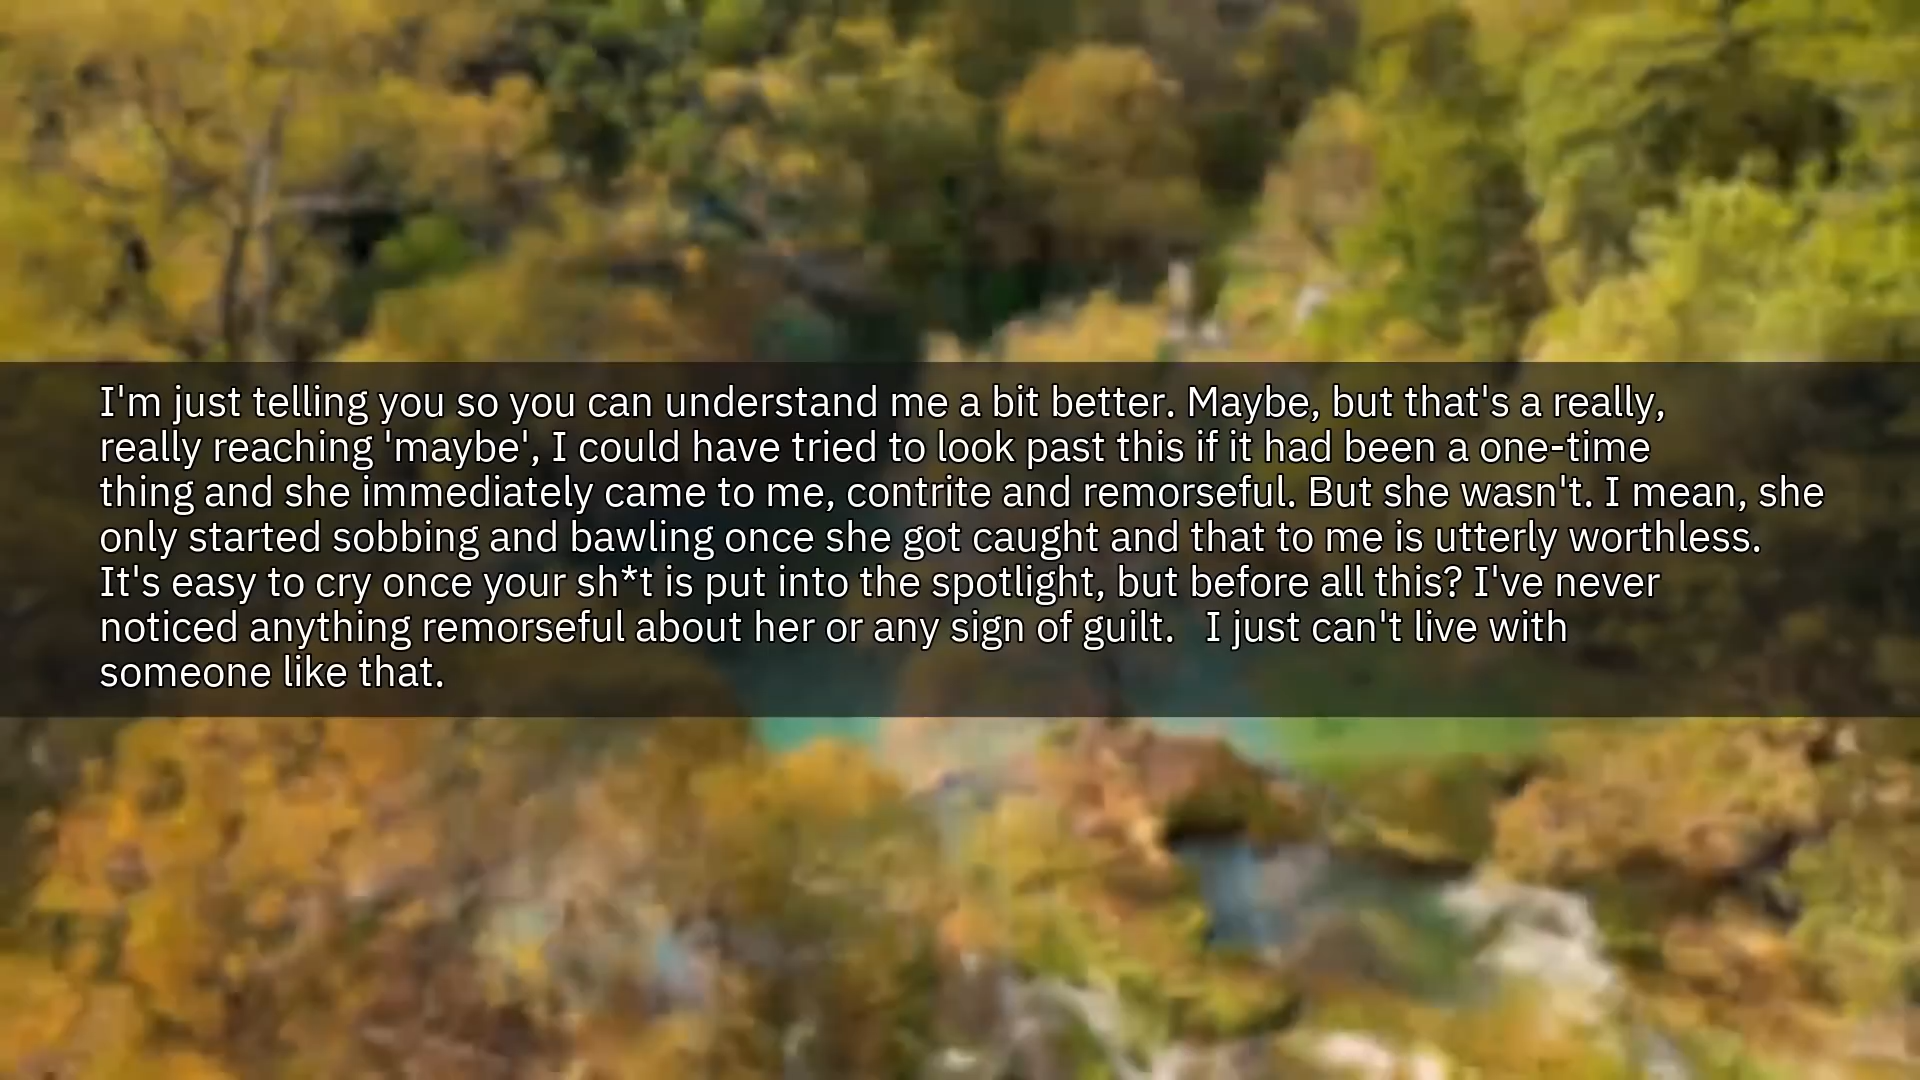 I'm just telling you so you can understand me a bit better. Maybe, but that's a really,
really reaching 'maybe', I could have tried to look past this if it had been a one-time
thing and she immediately came to me, contrite and remorseful. But she wasn't. I mean, she
only started sobbing and bawling once she got caught and that to me is utterly worthless.
It's easy to cry once your sh*t is put into the spotlight, but before all this? I've never
noticed anything remorseful about her or any sign of guilt.   I just can't live with
someone like that.